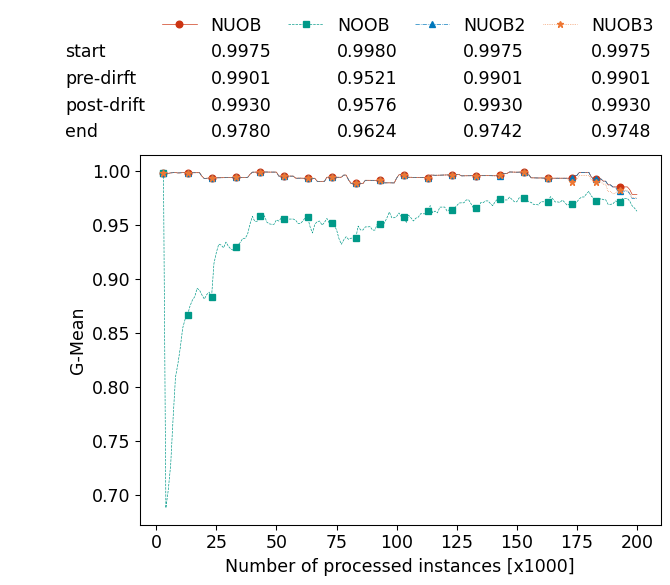 NUOB NOOB NUOB2 NUOB3
start 0.9975 0.9980 0.9975 0.9975
pre-dirft 0.9901 0.9521 0.9901 0.9901
post-drift 0.9930 0.9576 0.9930 0.9930
end 0.9780 0.9624 0.9742 0.9748
1.00
0.95
0.90
0.85
0.80
0.75
0.70
G-Mean
0 25 50 75 100 125 150 175 200
Number of processed instances [x1000]